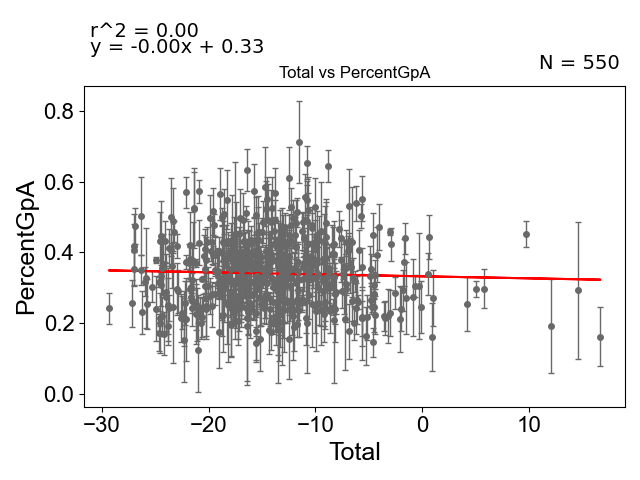 r^2 = 0.00
y = -0.00x + 0.33
N = 550
Total vs PercentGpA
PercentGpA
0.8
0.6
0.4
0.2
0.0
−30
−20
−10
0
10
Total